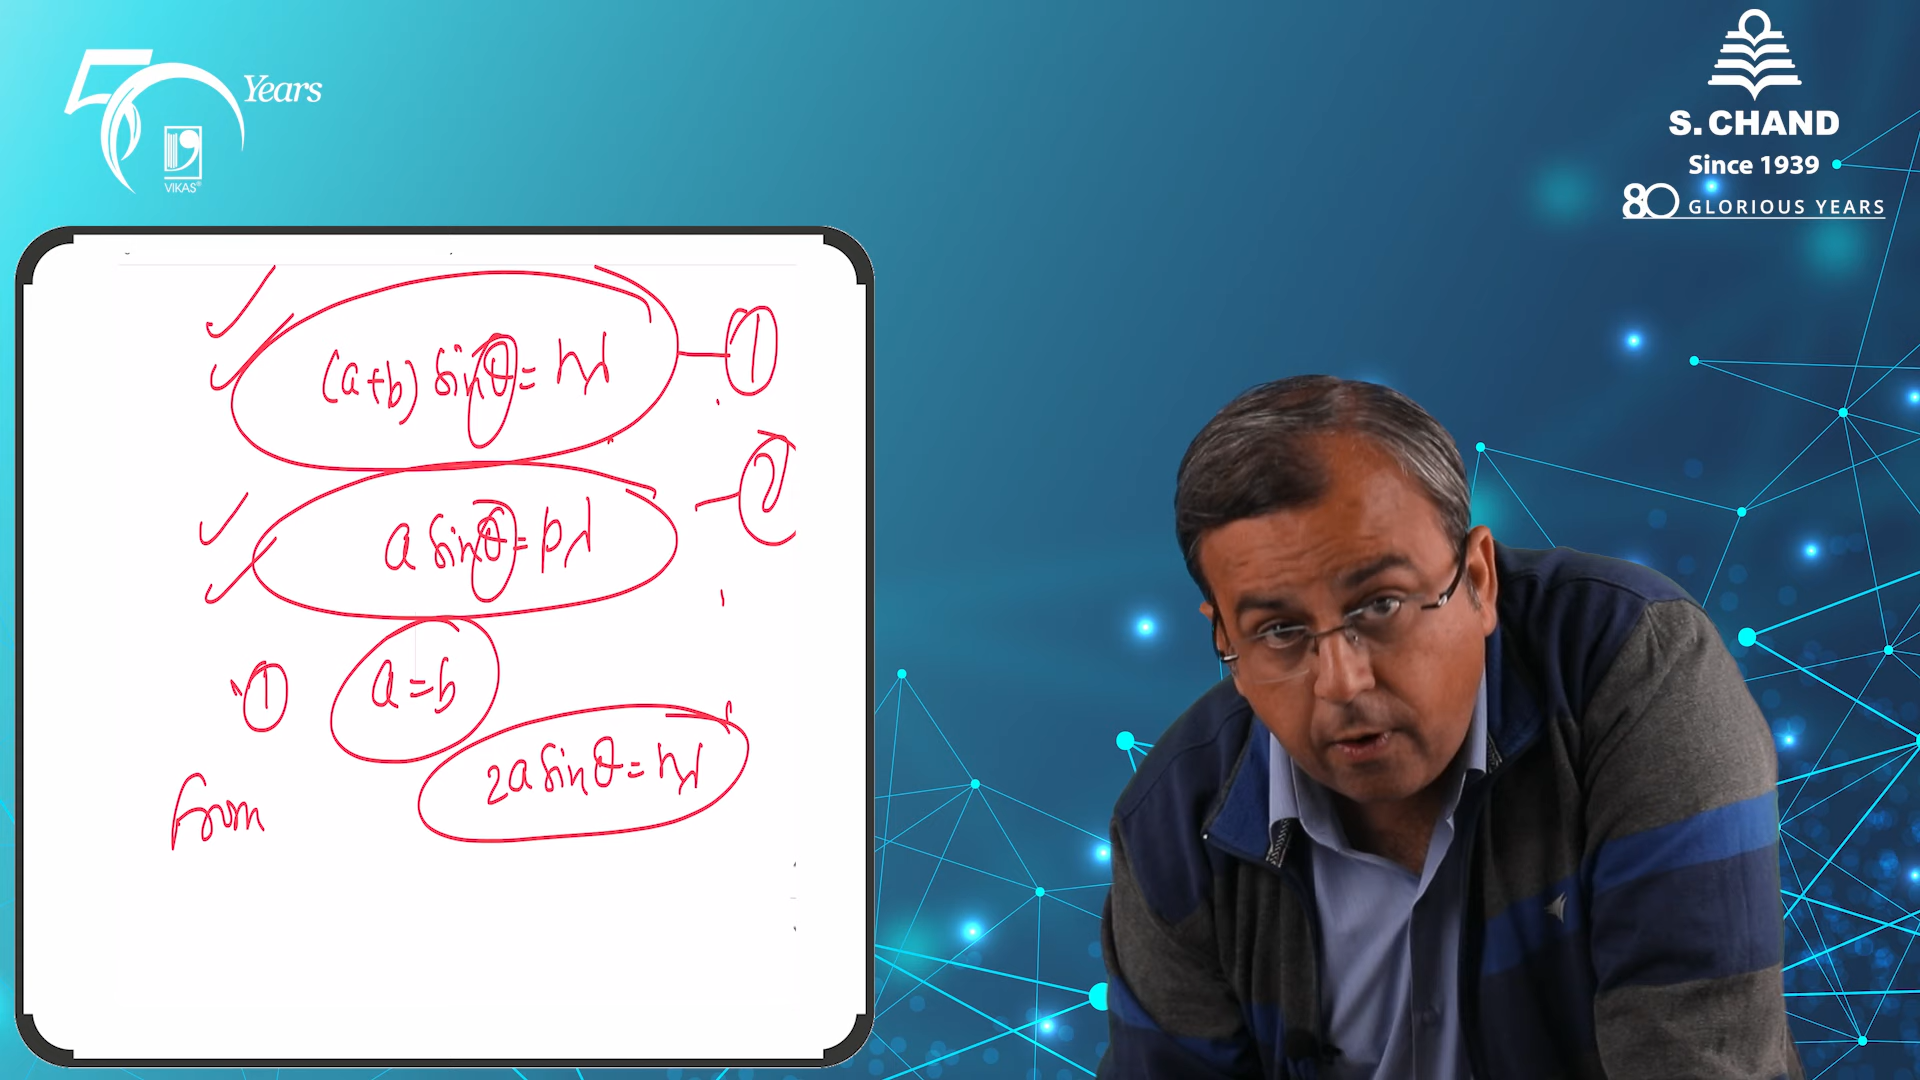 50 Years
VIKAS®
S. CHAND
Since 1939
80 GLORIOUS YEARS
(a+b) sinθ = nλ — ①
a sinθ = pλ — ②
① a = b
2a sinθ = nλ
from